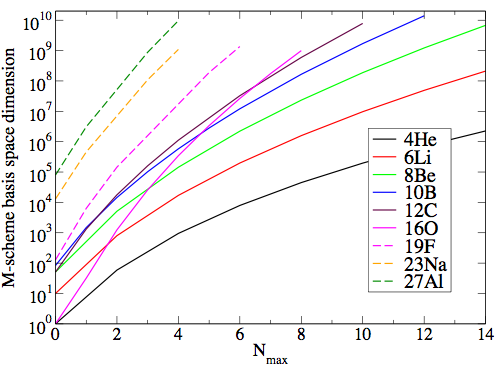 M-scheme basis space dimension
10^10
10^9
10^8
10^7
10^6
10^5
10^4
10^3
10^2
10^1
10^0
4He
6Li
8Be
10B
12C
16O
19F
23Na
27Al
0 2 4 6 8 10 12 14
N_max